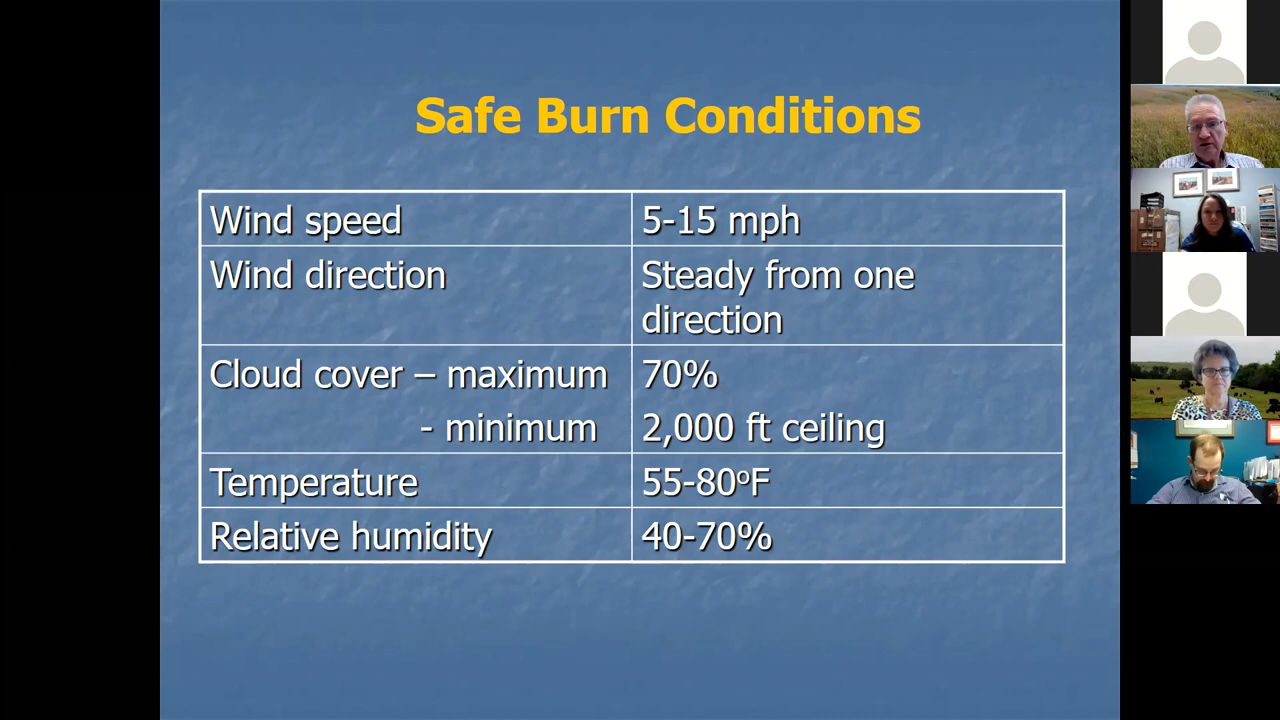 Safe Burn Conditions
Wind speed 5-15 mph
Wind direction Steady from one
direction
Cloud cover – maximum 70%
- minimum 2,000 ft ceiling
Temperature 55-80ºF
Relative humidity 40-70%